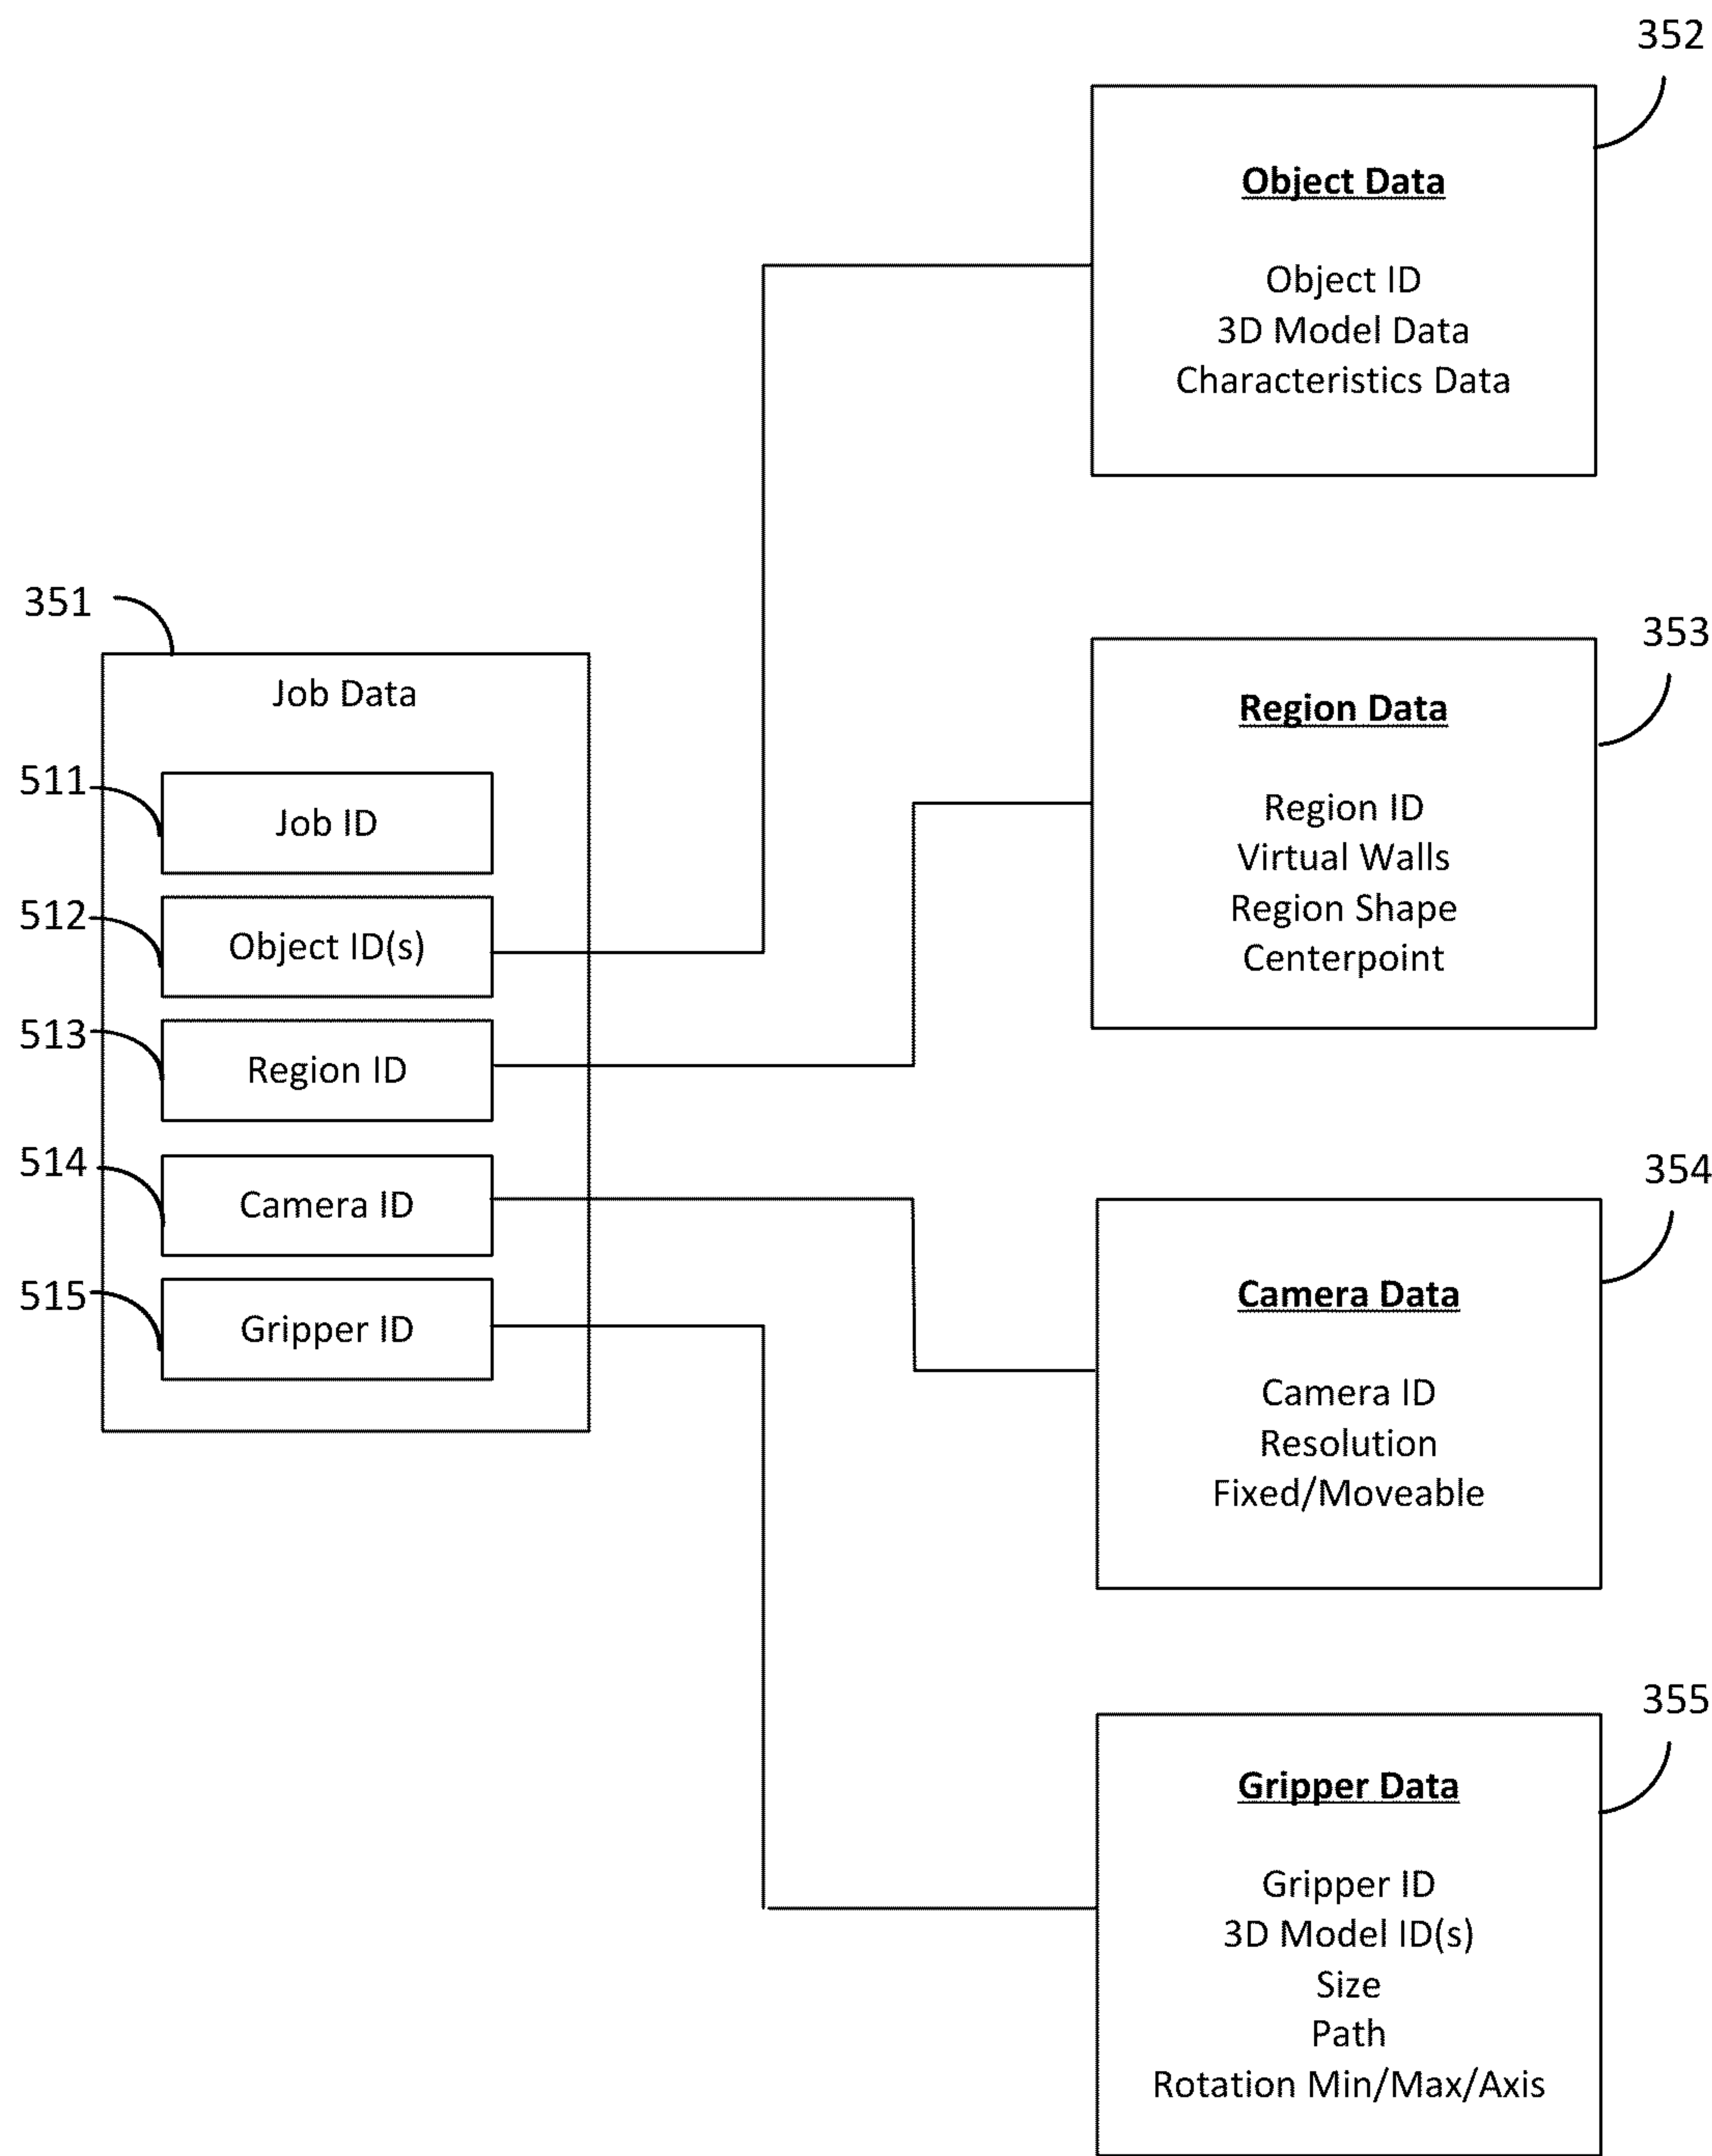 352
Object Data
Object ID
3D Model Data
Characteristics Data
351
Job Data
511
Job ID
512
Object ID(s)
513
Region ID
514
Camera ID
515
Gripper ID
353
Region Data
Region ID
Virtual Walls
Region Shape
Centerpoint
354
Camera Data
Camera ID
Resolution
Fixed/Moveable
355
Gripper Data
Gripper ID
3D Model ID(s)
Size
Path
Rotation Min/Max/Axis